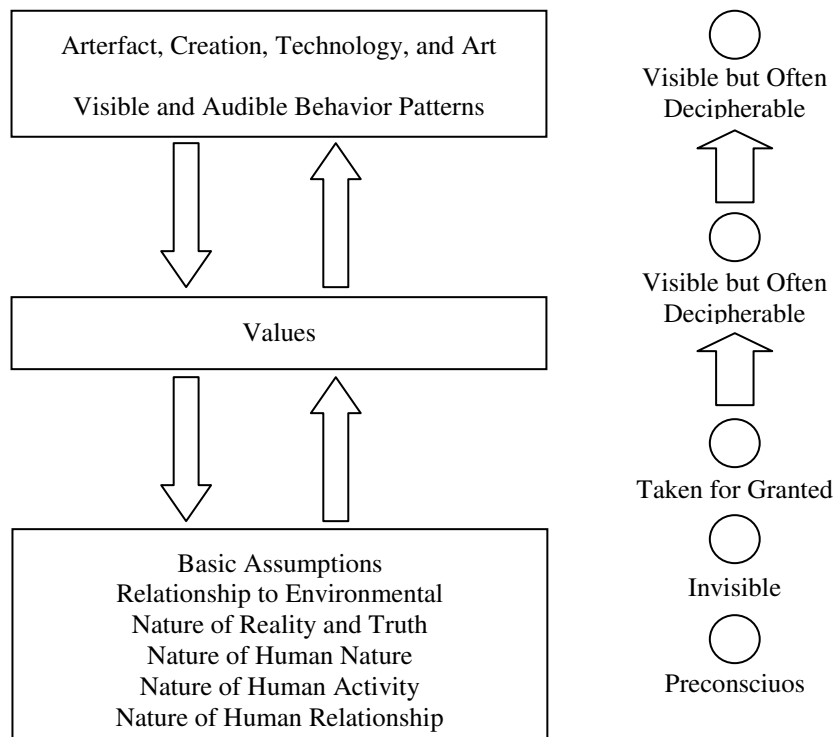 Arterfact, Creation, Technology, and Art
Visible and Audible Behavior Patterns
Values
Basic Assumptions
Relationship to Environmental
Nature of Reality and Truth
Nature of Human Nature
Nature of Human Activity
Nature of Human Relationship
Visible but Often
Decipherable
Visible but Often
Decipherable
Taken for Granted
Invisible
Preconsciuos